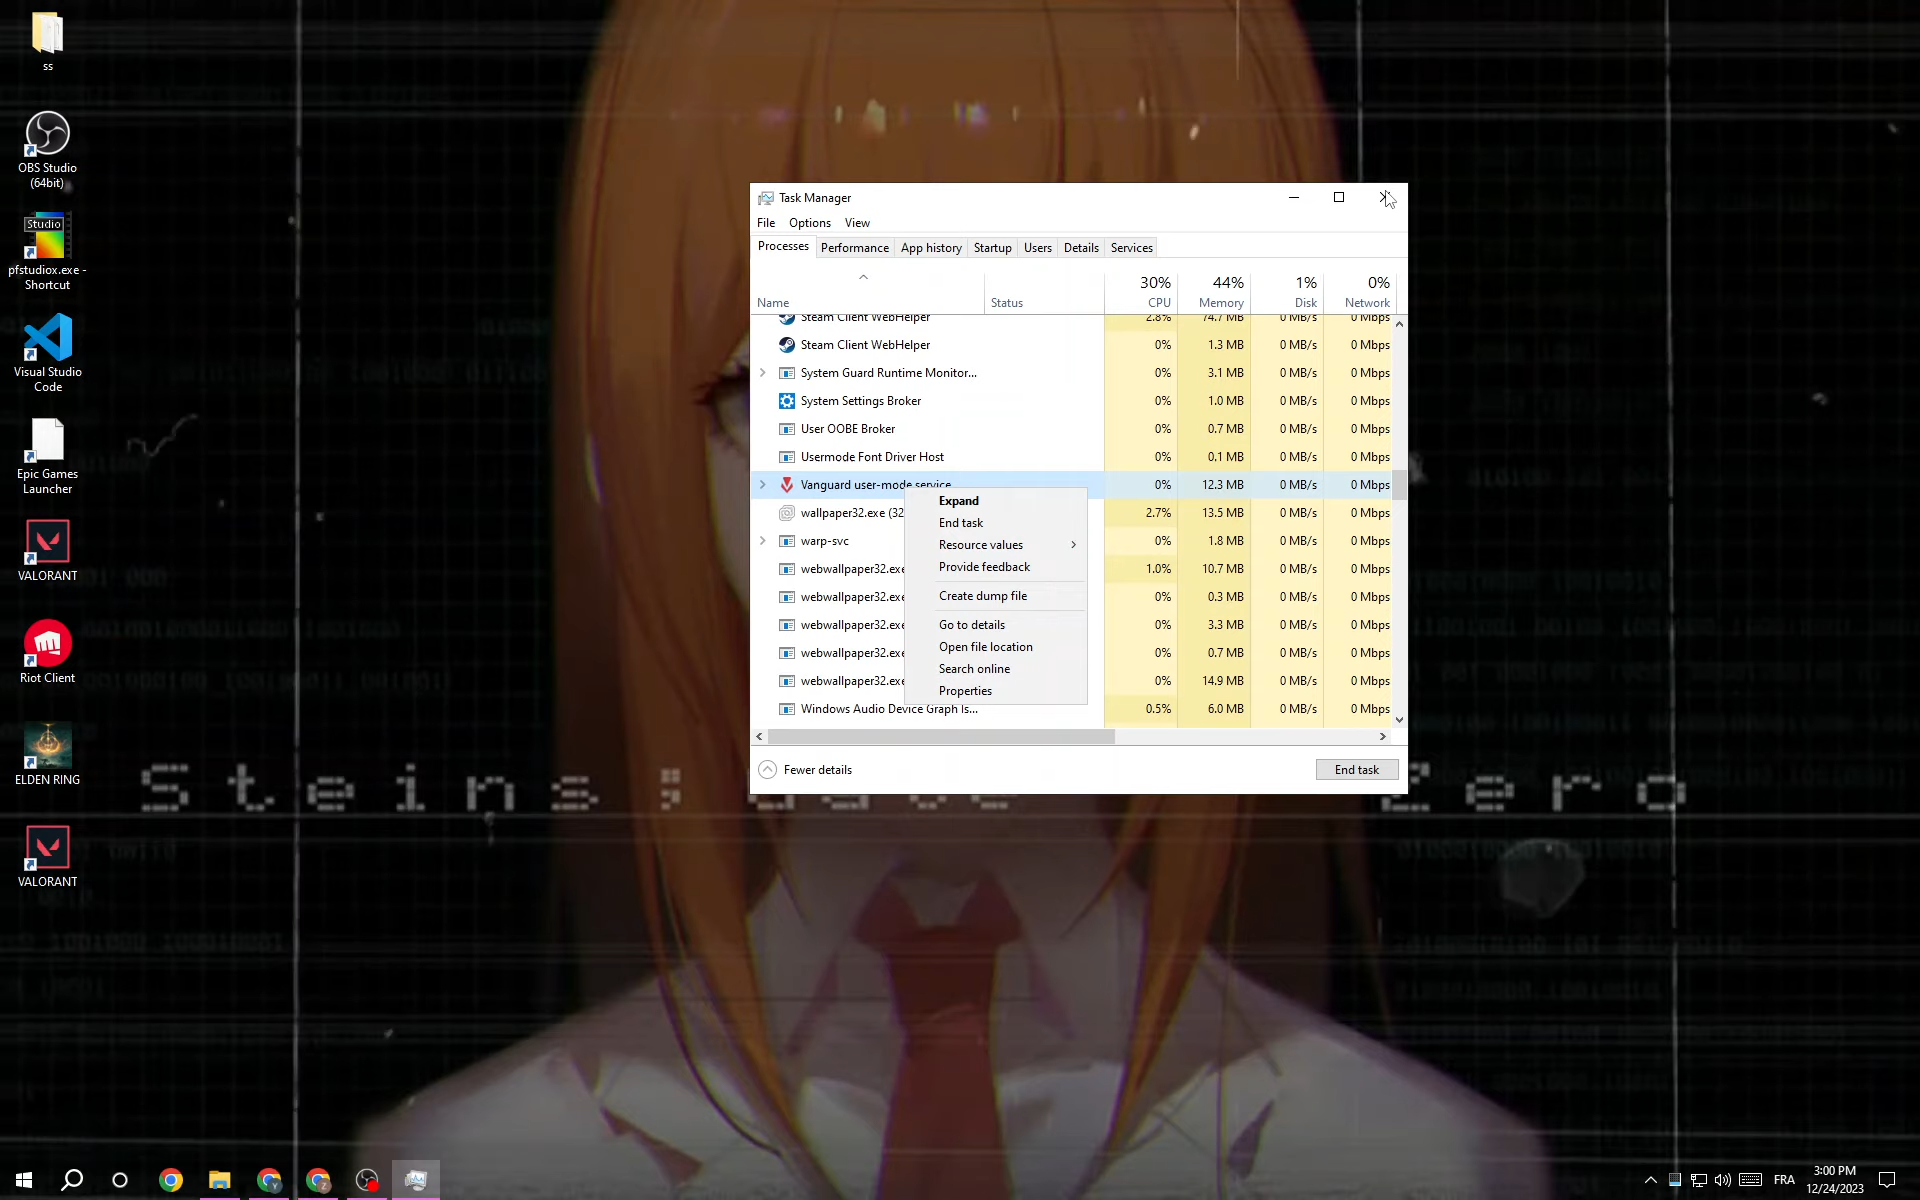 ss
OBS Studio
(64bit)
Studio
pfstudiox.exe -
Shortcut
Visual Studio
Code
Epic Games
Launcher
VALORANT
Riot Client
ELDEN RING
VALORANT
Task Manager
File Options View
Processes Performance App history Startup Users Details Services
30% 44% 1% 0%
Name Status CPU Memory Disk Network
Steam Client WebHelper 2.8% 74.7 MB 0 MB/s 0 Mbps
Steam Client WebHelper 0% 1.3 MB 0 MB/s 0 Mbps
System Guard Runtime Monitor... 0% 3.1 MB 0 MB/s 0 Mbps
System Settings Broker 0% 1.0 MB 0 MB/s 0 Mbps
User OOBE Broker 0% 0.7 MB 0 MB/s 0 Mbps
Usermode Font Driver Host 0% 0.1 MB 0 MB/s 0 Mbps
Vanguard user-mode service 0% 12.3 MB 0 MB/s 0 Mbps
wallpaper32.exe (32 2.7% 13.5 MB 0 MB/s 0 Mbps
warp-svc 0% 1.8 MB 0 MB/s 0 Mbps
webwallpaper32.exe 1.0% 10.7 MB 0 MB/s 0 Mbps
webwallpaper32.exe 0% 0.3 MB 0 MB/s 0 Mbps
webwallpaper32.exe 0% 3.3 MB 0 MB/s 0 Mbps
webwallpaper32.exe 0% 0.7 MB 0 MB/s 0 Mbps
webwallpaper32.exe 0% 14.9 MB 0 MB/s 0 Mbps
Windows Audio Device Graph Is... 0.5% 6.0 MB 0 MB/s 0 Mbps
Expand
End task
Resource values
Provide feedback
Create dump file
Go to details
Open file location
Search online
Properties
Fewer details End task
Steins;
Zero
FRA
3:00 PM
12/24/2023